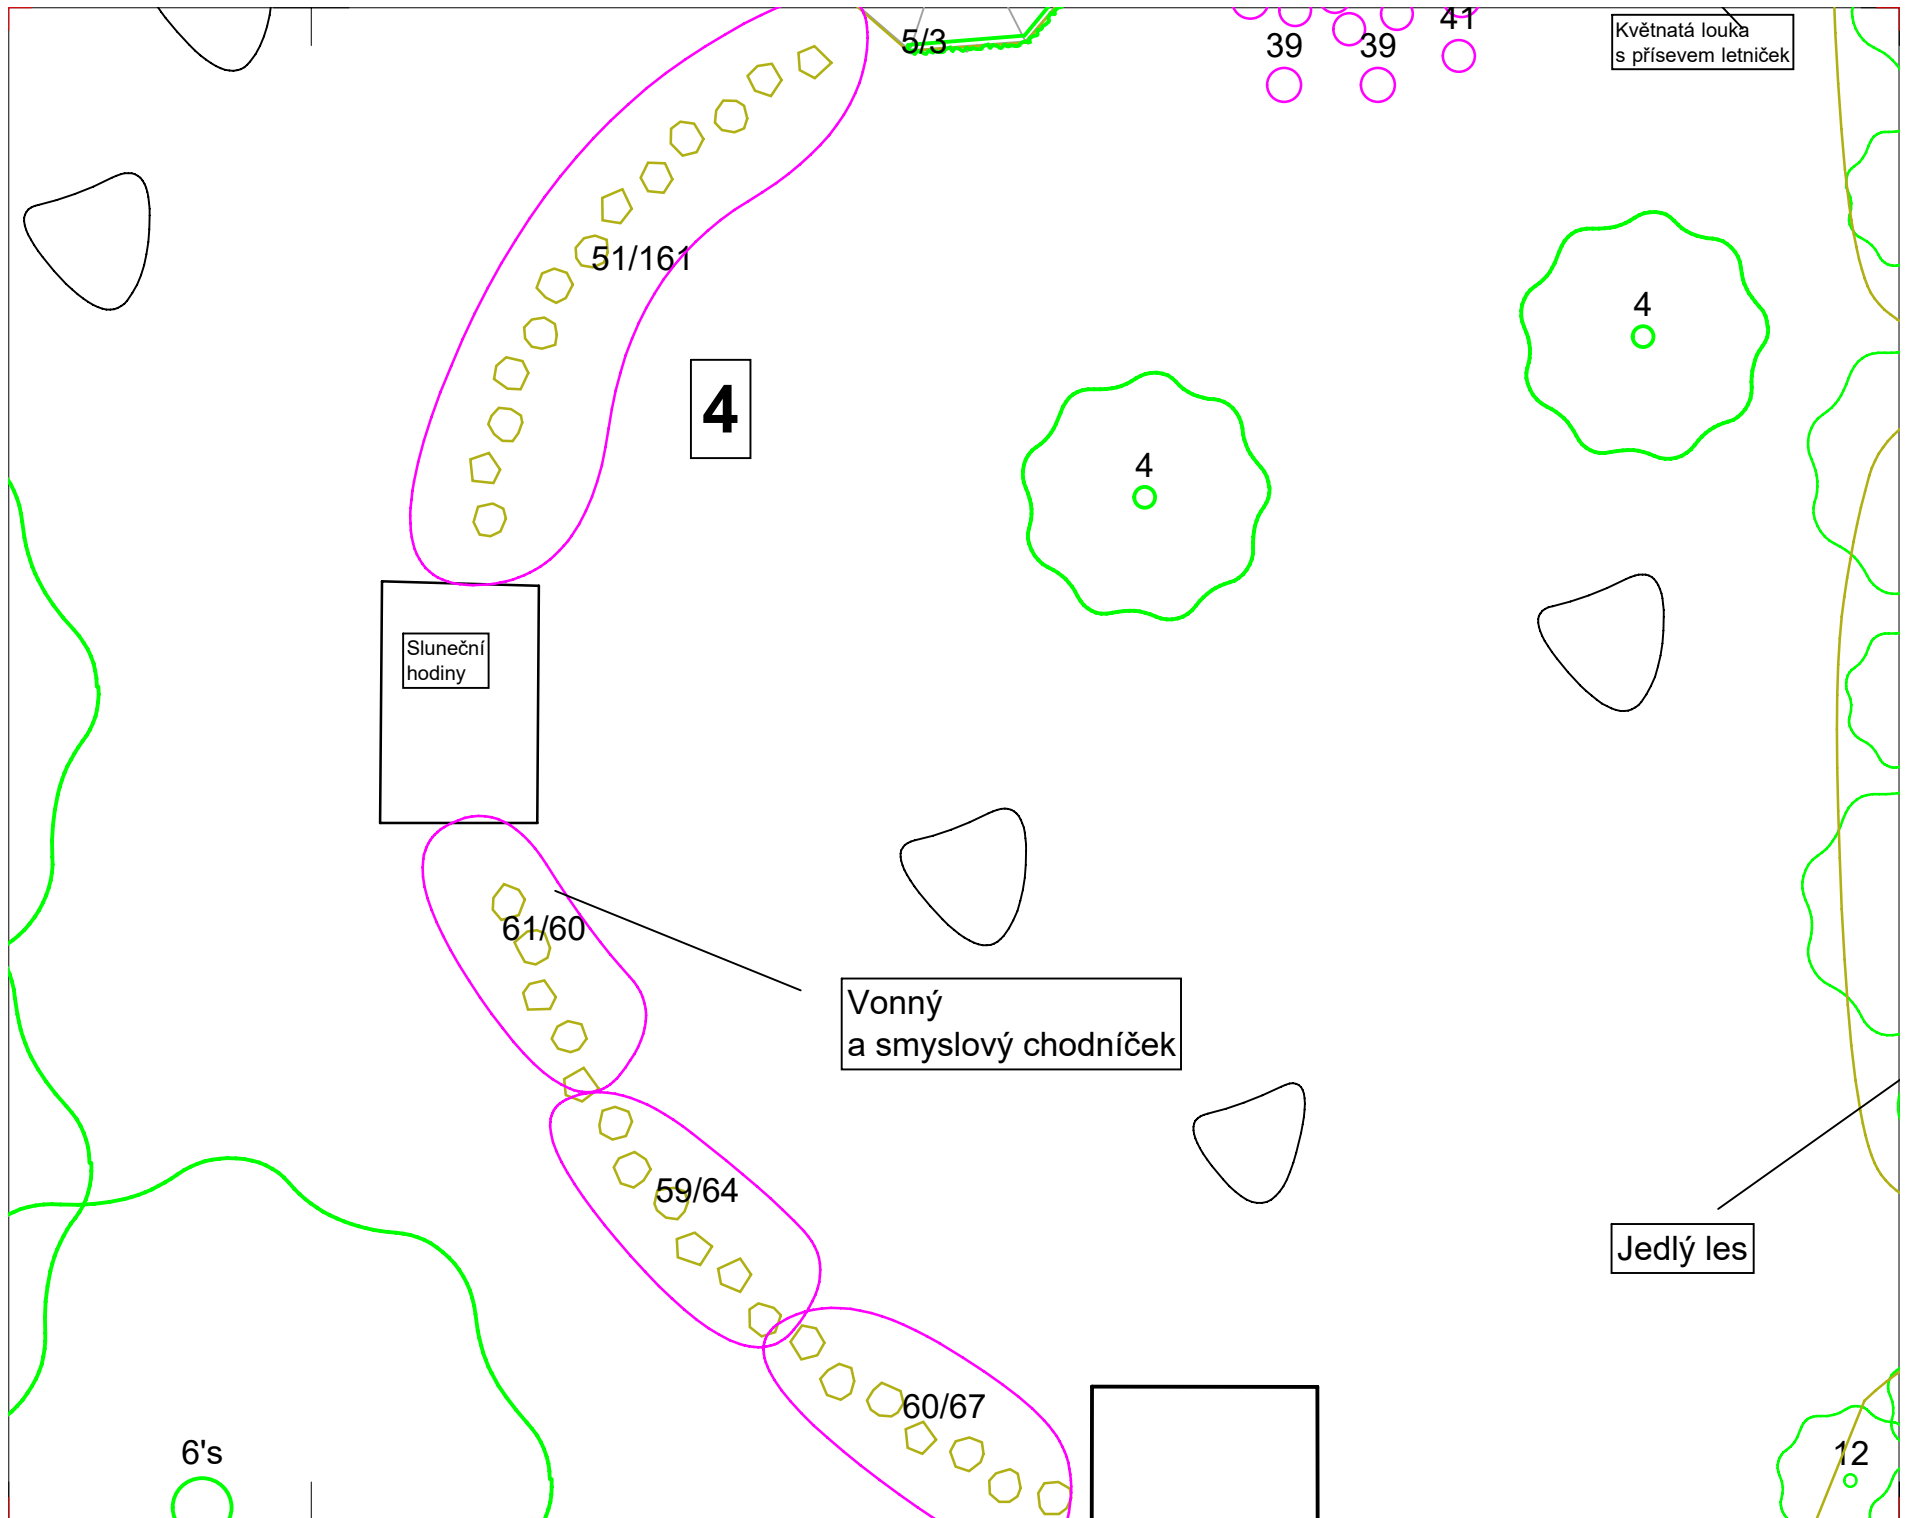 5/3
39
39
41
Květnatá louka
s přísevem letniček
51/161
4
4
4
Sluneční
hodiny
61/60
Vonný
a smyslový chodníček
59/64
Jedlý les
60/67
6's
12